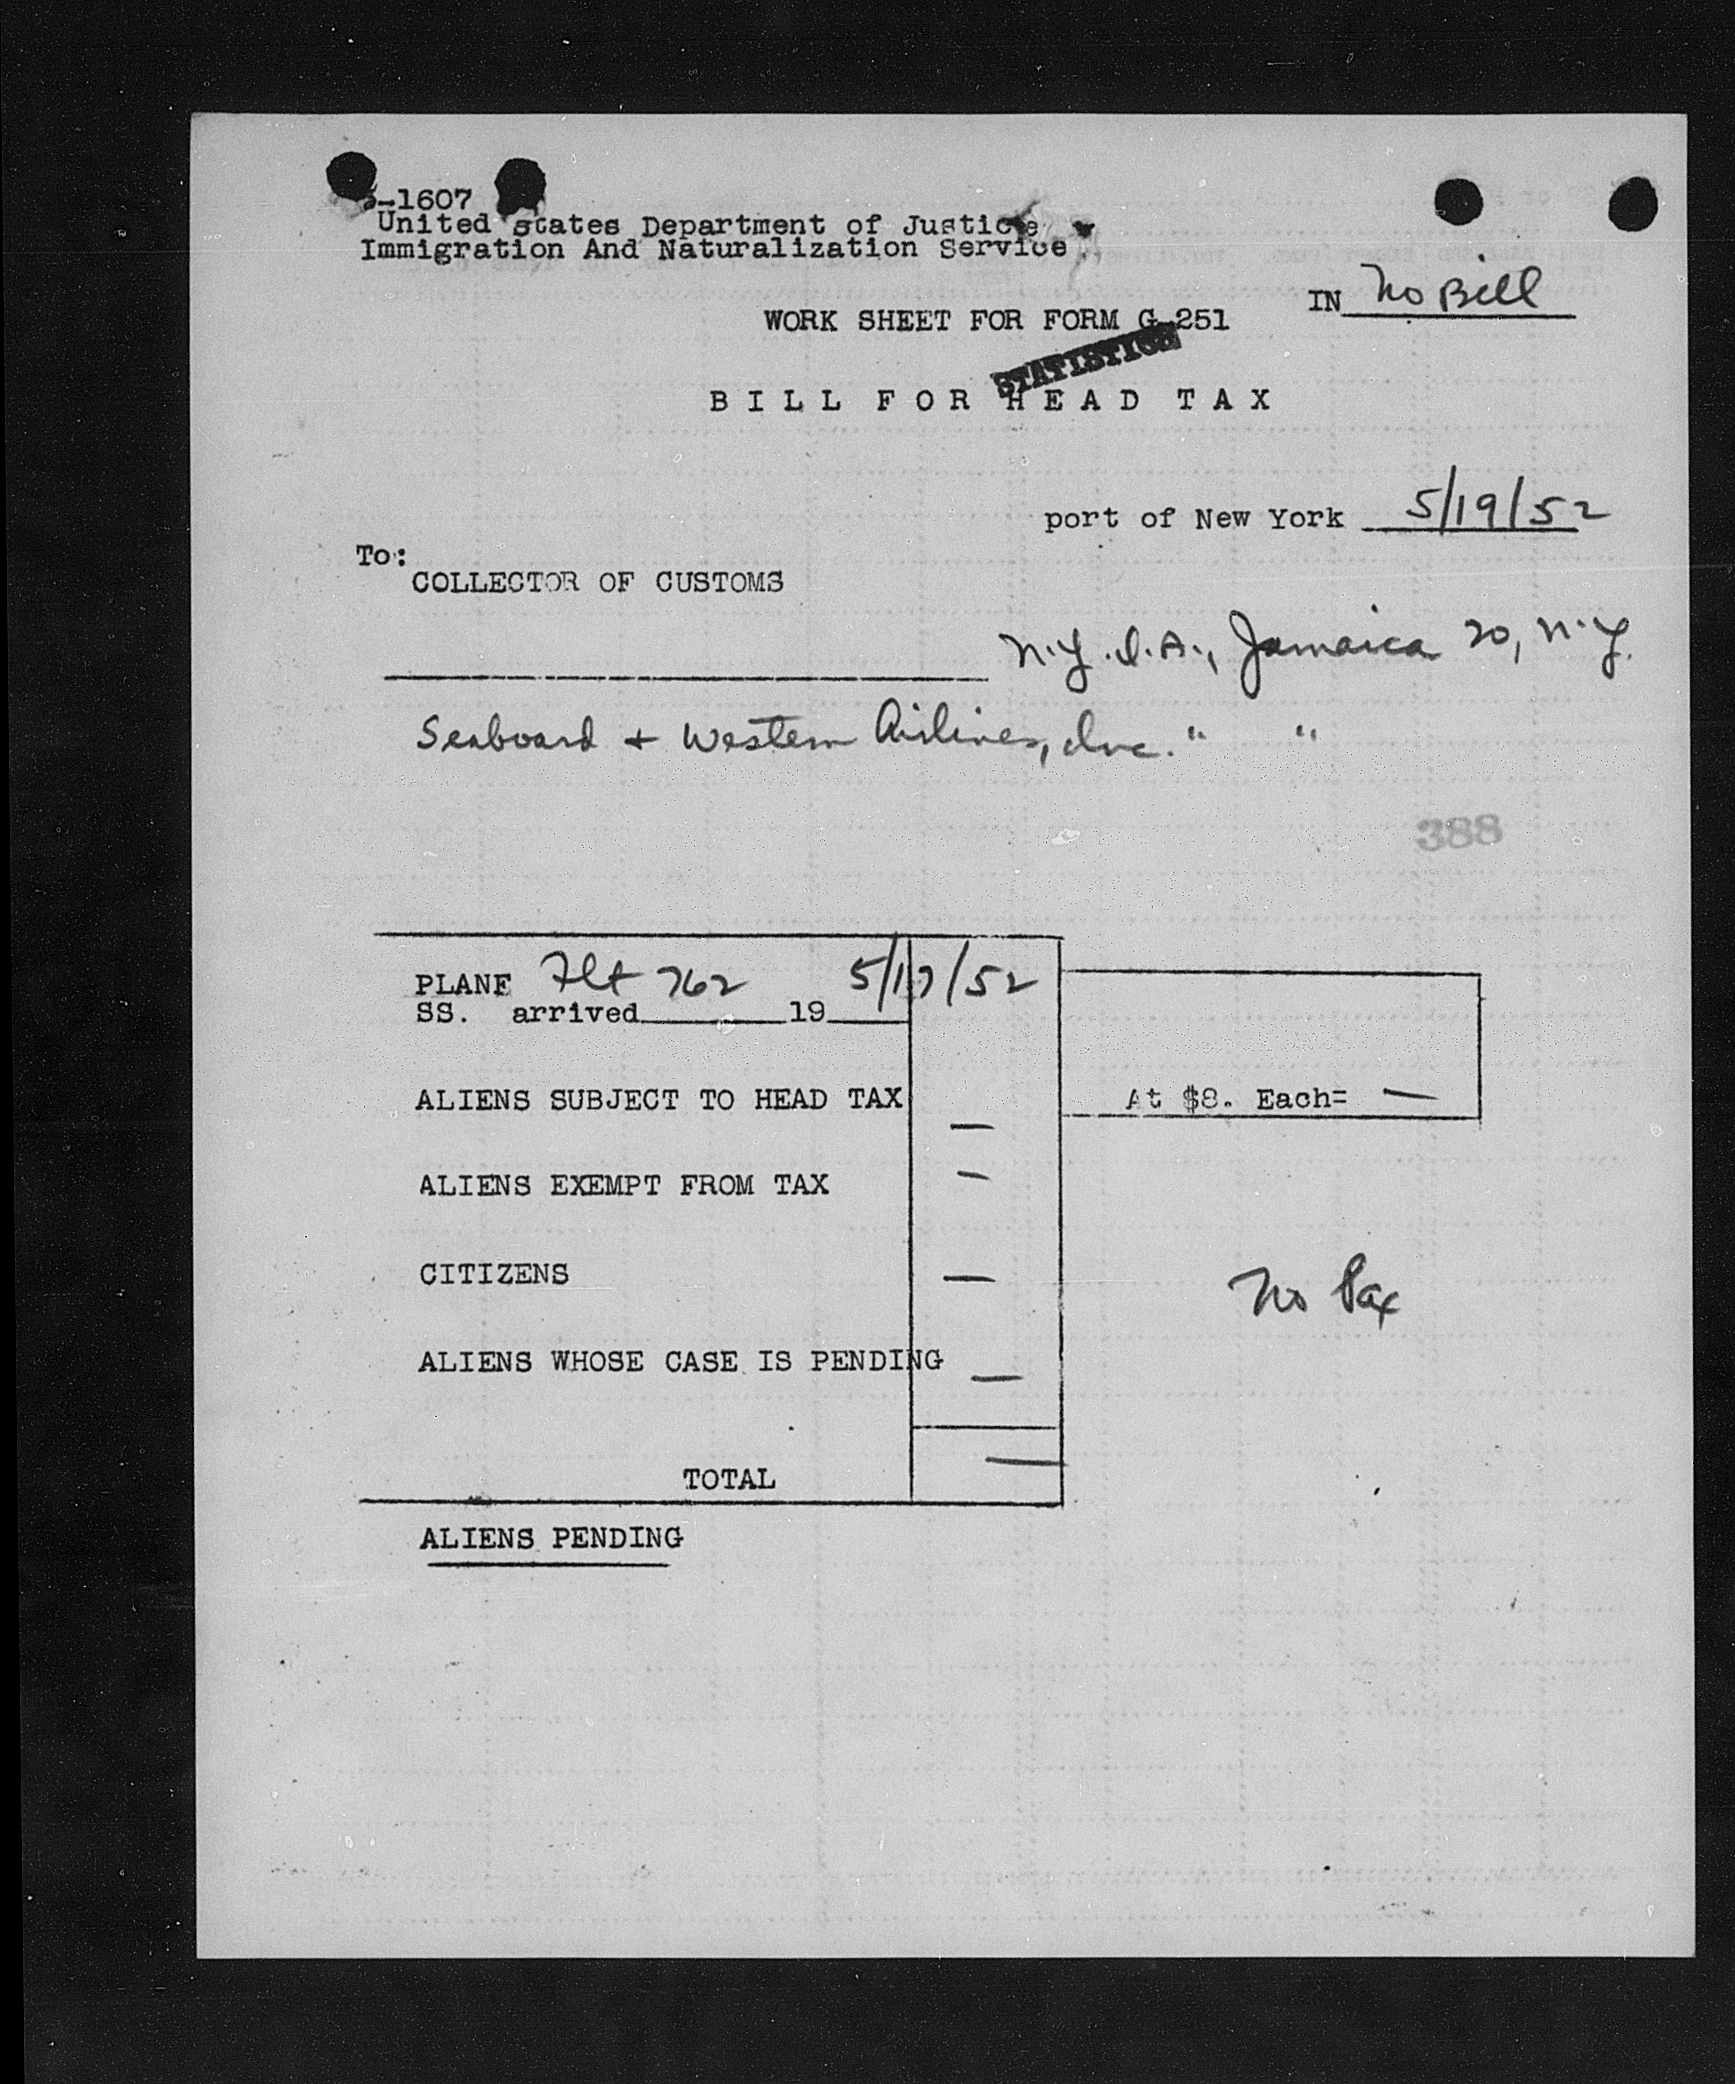 -1607
United States Department of Justice
Immigration And Naturalization Service.
IN No Bill
WORK SHEET FOR FORM G-251
STATISTICS
BILL FOR HEAD TAX
port of New York 5/19/52
To:
COLLECTOR OF CUSTOMS
N.Y.I.A., Jamaica 20, N.Y.
Seaboard + Western Airlines, Inc. " "
388
PLANE Flt 762 5/17/52
SS. arrived 19
ALIENS SUBJECT TO HEAD TAX —
At $8. Each= —
ALIENS EXEMPT FROM TAX —
CITIZENS —
No Pax
ALIENS WHOSE CASE IS PENDING —
TOTAL —
ALIENS PENDING